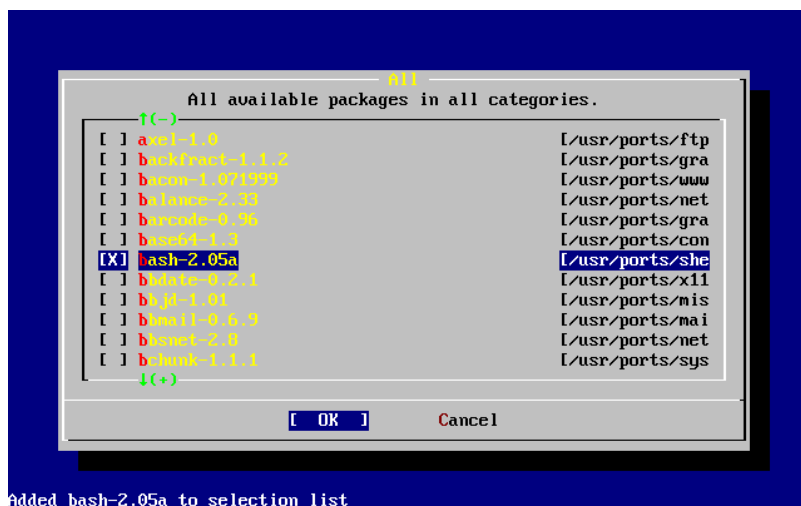 All
All available packages in all categories.
↑(-)
[ ] axel-1.0 [/usr/ports/ftp
[ ] backfract-1.1.2 [/usr/ports/gra
[ ] bacon-1.071999 [/usr/ports/www
[ ] balance-2.33 [/usr/ports/net
[ ] barcode-0.96 [/usr/ports/gra
[ ] base64-1.3 [/usr/ports/con
[X] bash-2.05a [/usr/ports/she
[ ] bbdate-0.2.1 [/usr/ports/x11
[ ] bbjd-1.01 [/usr/ports/mis
[ ] bbmail-0.6.9 [/usr/ports/mai
[ ] bbsnet-2.8 [/usr/ports/net
[ ] bchunk-1.1.1 [/usr/ports/sys
↓(+)
[ OK ] Cancel
Added bash-2.05a to selection list